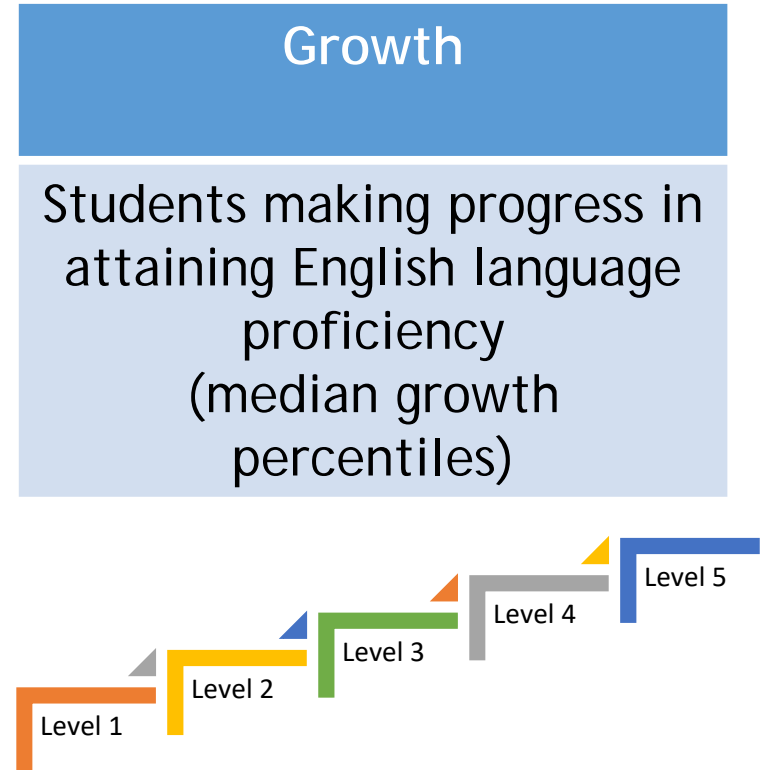 Growth
Students making progress in
attaining English language
proficiency
(median growth
percentiles)
Level 1
Level 2
Level 3
Level 4
Level 5